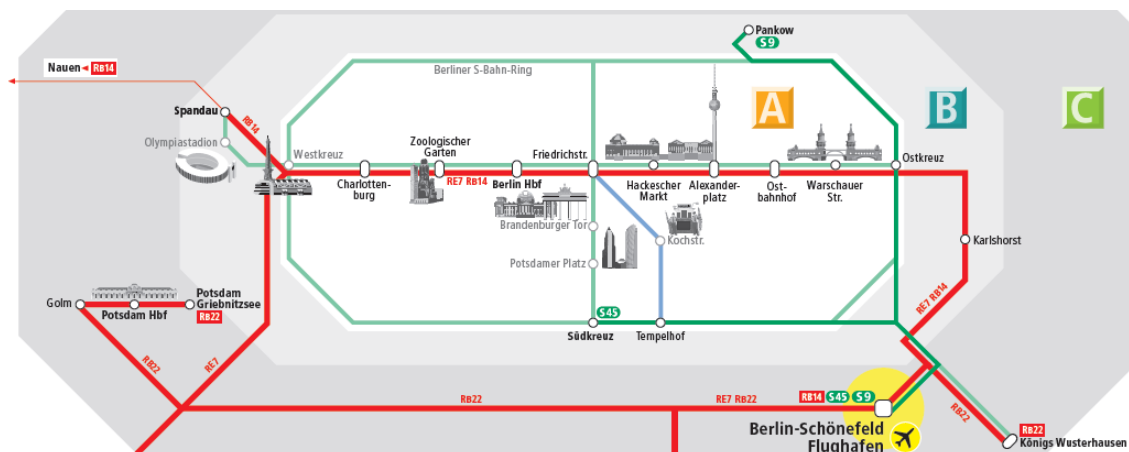 Pankow
S9
Nauen RB14
Berliner S-Bahn-Ring
A
B
C
Spandau
RB14
Olympiastadion
Westkreuz
Zoologischer
Garten
Friedrichstr.
Ostkreuz
Charlotten-
burg
RE7 RB14
Berlin Hbf
Hackescher
Markt
Alexander-
platz
Ost-
bahnhof
Warschauer
Str.
Brandenburger Tor
Kochstr.
Karlshorst
Potsdamer Platz
Golm
Potsdam Hbf
Potsdam
Griebnitzsee
RB22
S45
Südkreuz
Tempelhof
RE7 RB14
RB22
RE7
RB22
RE7 RB22
RB14 S45 S9
RB22
Berlin-Schönefeld
Flughafen
RB22
Königs Wusterhausen